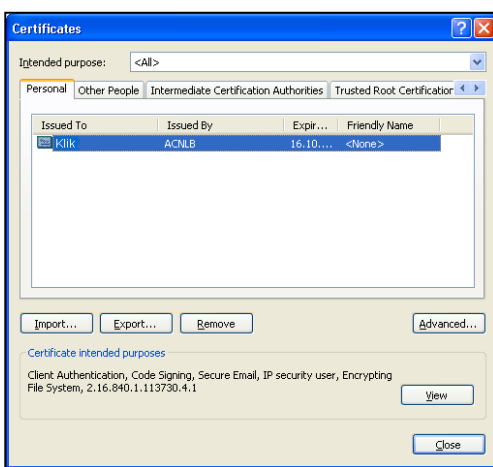 Certificates
Intended purpose: <All>
Personal Other People Intermediate Certification Authorities Trusted Root Certification
Issued To Issued By Expir... Friendly Name
Klik ACNLB 16.10.... <None>
Import... Export... Remove Advanced...
Certificate intended purposes
Client Authentication, Code Signing, Secure Email, IP security user, Encrypting
File System, 2.16.840.1.113730.4.1
View
Close